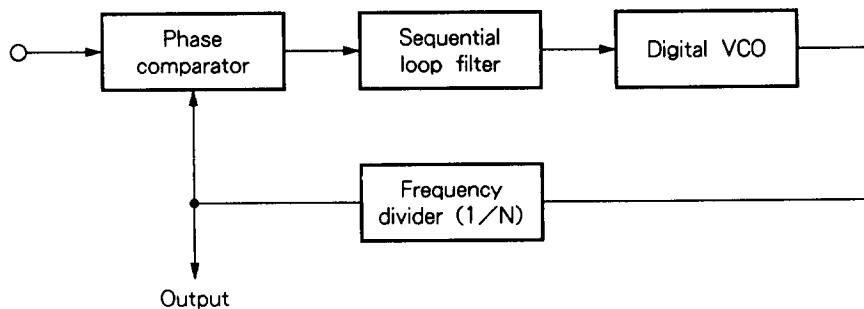 Phase
comparator
Sequential
loop filter
Digital VCO
Frequency
divider (1/N)
Output